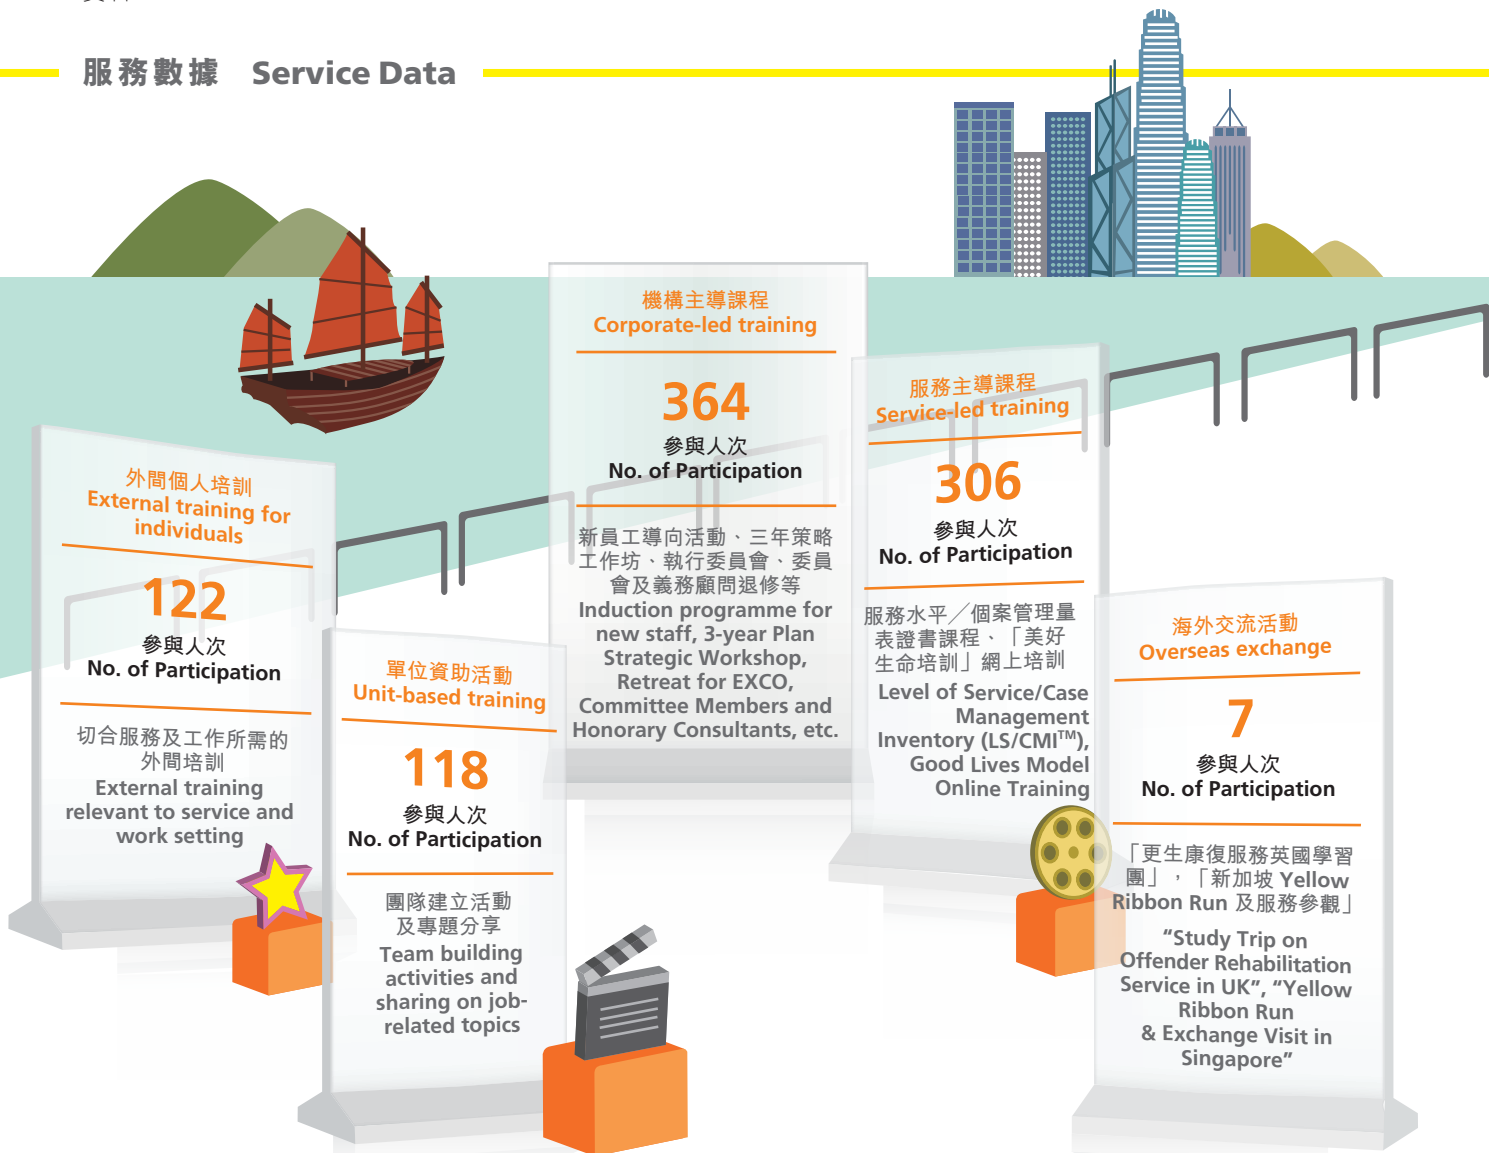 服務數據 Service Data
機構主導課程
Corporate-led training
364
參與人次
No. of Participation
新員工導向活動、三年策略
工作坊、執行委員會、委員
會及義務顧問退修等
Induction programme for
new staff, 3-year Plan
Strategic Workshop,
Retreat for EXCO,
Committee Members and
Honorary Consultants, etc.
服務主導課程
Service-led training
306
參與人次
No. of Participation
服務水平／個案管理量
表證書課程、「美好
生命培訓」網上培訓
Level of Service/Case
Management
Inventory (LS/CMI™),
Good Lives Model
Online Training
外間個人培訓
External training for
individuals
122
參與人次
No. of Participation
切合服務及工作所需的
外間培訓
External training
relevant to service and
work setting
單位資助活動
Unit-based training
118
參與人次
No. of Participation
團隊建立活動
及專題分享
Team building
activities and
sharing on job-
related topics
海外交流活動
Overseas exchange
7
參與人次
No. of Participation
「更生康復服務英國學習
團」，「新加坡 Yellow
Ribbon Run 及服務參觀」
“Study Trip on
Offender Rehabilitation
Service in UK”, “Yellow
Ribbon Run
& Exchange Visit in
Singapore”